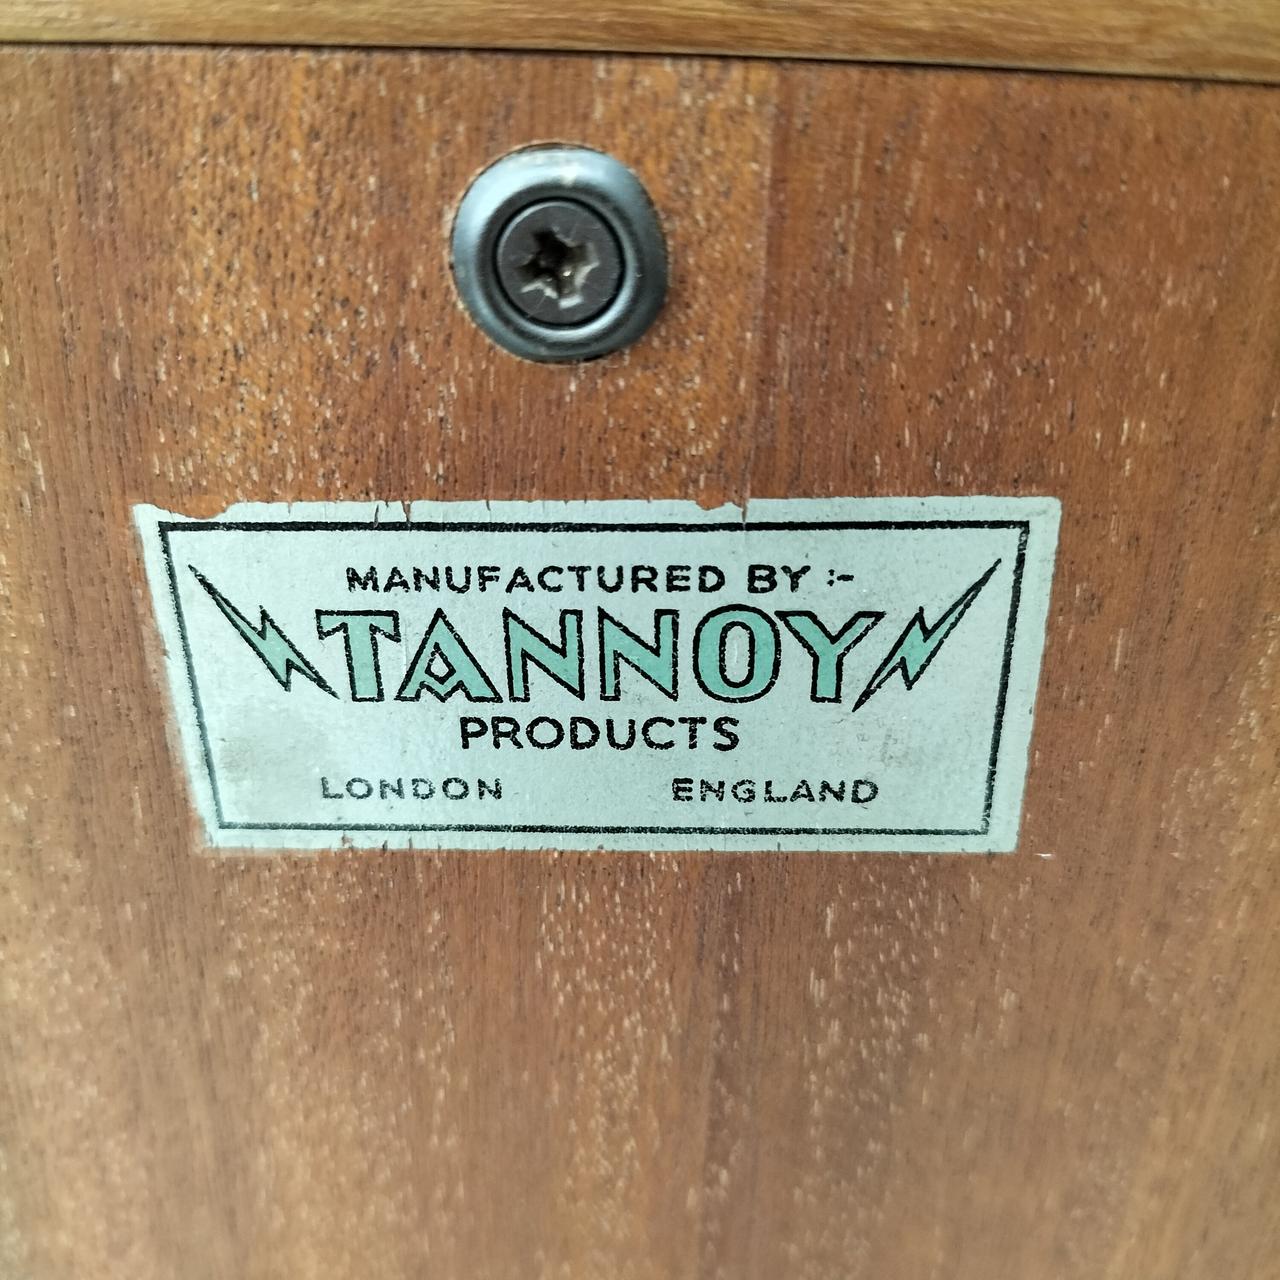 MANUFACTURED BY :-
TANNOY
PRODUCTS
LONDON ENGLAND